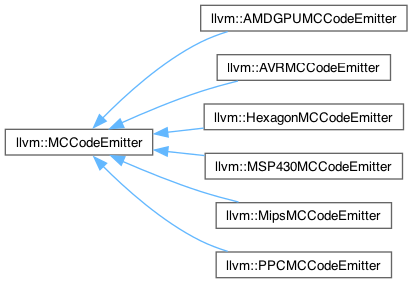 llvm::AMDGPUMCCodeEmitter
llvm::AVRMCCodeEmitter
llvm::HexagonMCCodeEmitter
llvm::MCCodeEmitter
llvm::MSP430MCCodeEmitter
llvm::MipsMCCodeEmitter
llvm::PPCMCCodeEmitter